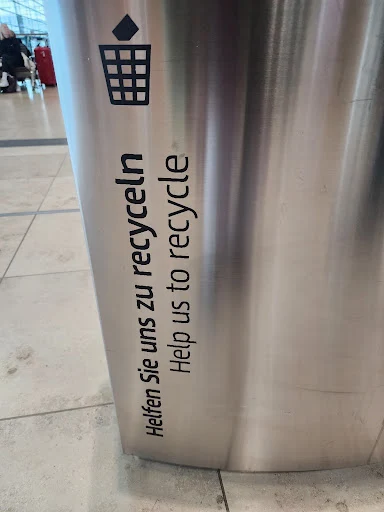 Helfen Sie uns zu recyceln
Help us to recycle